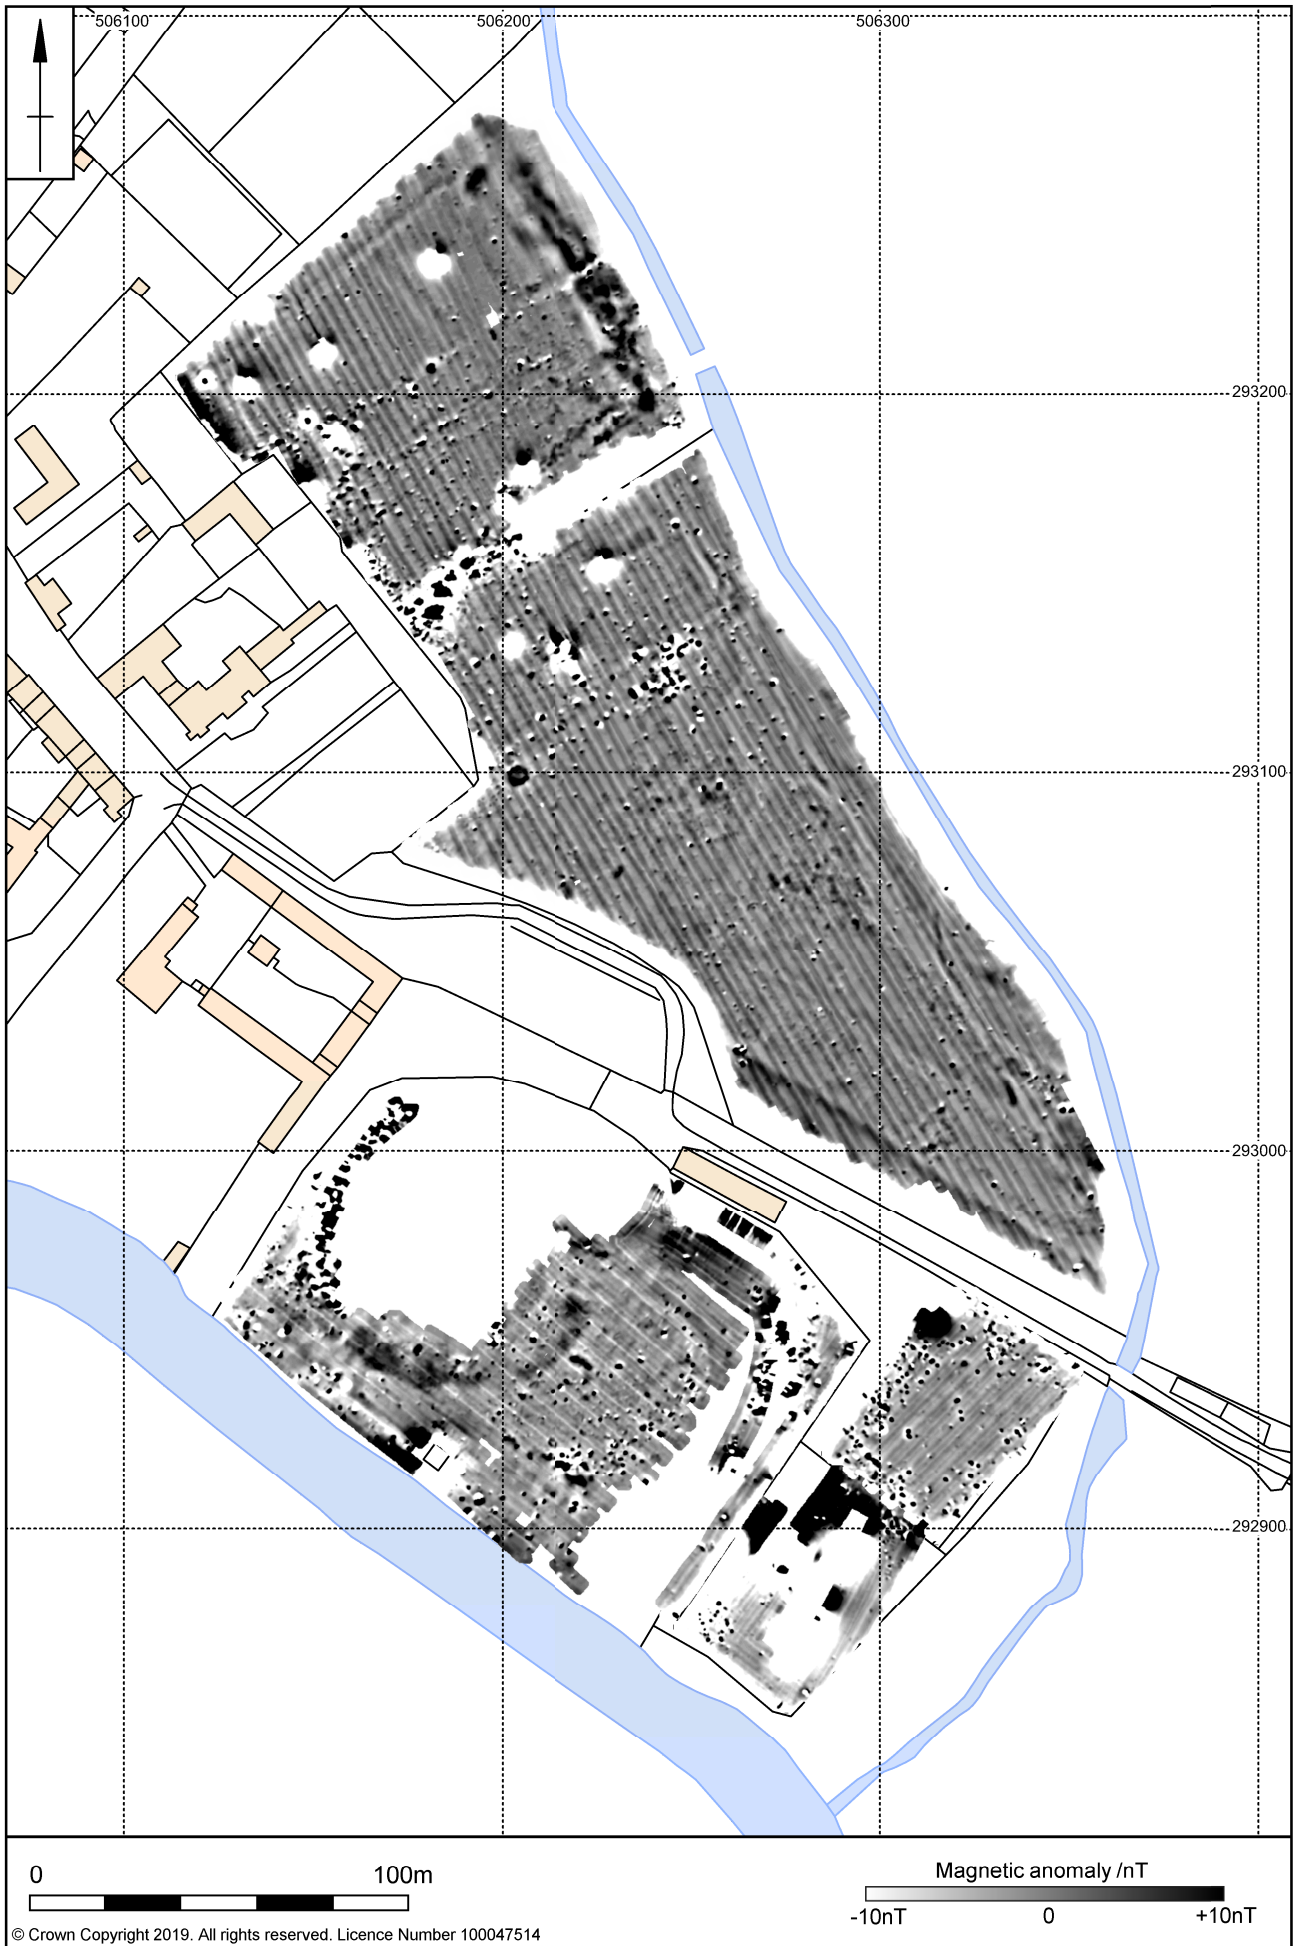 506100
506200
506300
293200
293100
293000
292900
0
100m
Magnetic anomaly /nT
-10nT
0
+10nT
© Crown Copyright 2019. All rights reserved. Licence Number 100047514